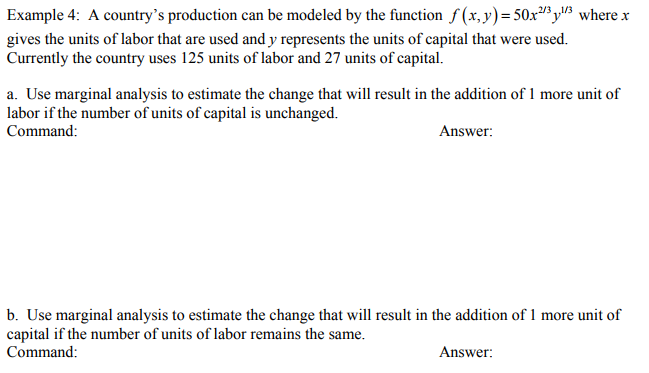 Example 4: A country's production can be modeled by the function f(x,y)=50x^{2/3}y^{1/3} where x
gives the units of labor that are used and y represents the units of capital that were used.
Currently the country uses 125 units of labor and 27 units of capital.
a. Use marginal analysis to estimate the change that will result in the addition of 1 more unit of
labor if the number of units of capital is unchanged.
Command: Answer:
b. Use marginal analysis to estimate the change that will result in the addition of 1 more unit of
capital if the number of units of labor remains the same.
Command: Answer: